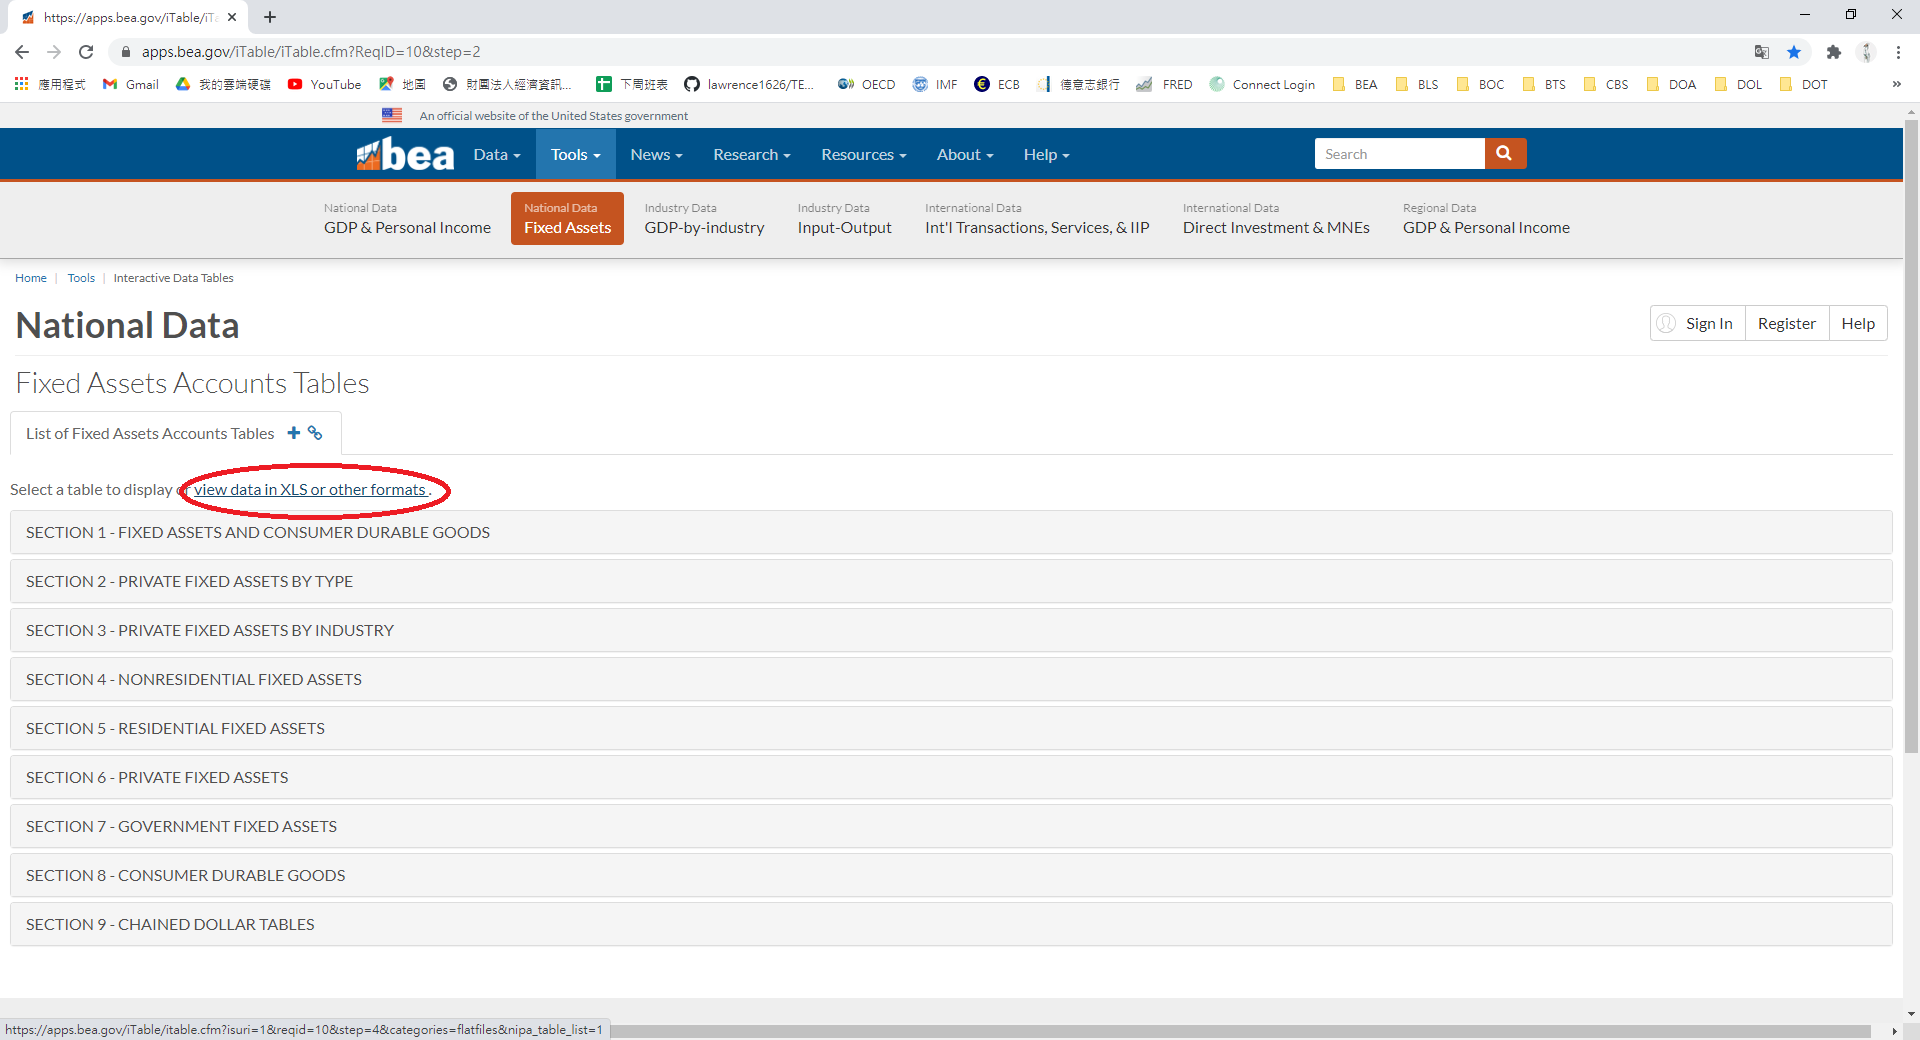 https://apps.bea.gov/iTable/iTa
apps.bea.gov/iTable/iTable.cfm?ReqID=10&step=2
應用程式 Gmail 我的雲端硬碟 YouTube 地圖 財團法人經濟資訊... 下周班表 lawrence1626/TE... OECD IMF ECB 德意志銀行 FRED Connect Login BEA BLS BOC BTS CBS DOA DOL DOT »
An official website of the United States government
bea Data Tools News Research Resources About Help Search
National Data National Data Industry Data Industry Data International Data International Data Regional Data
GDP & Personal Income Fixed Assets GDP-by-industry Input-Output Int'l Transactions, Services, & IIP Direct Investment & MNEs GDP & Personal Income
Home | Tools | Interactive Data Tables
National Data
Sign In Register Help
Fixed Assets Accounts Tables
List of Fixed Assets Accounts Tables
Select a table to display or view data in XLS or other formats .
SECTION 1 - FIXED ASSETS AND CONSUMER DURABLE GOODS
SECTION 2 - PRIVATE FIXED ASSETS BY TYPE
SECTION 3 - PRIVATE FIXED ASSETS BY INDUSTRY
SECTION 4 - NONRESIDENTIAL FIXED ASSETS
SECTION 5 - RESIDENTIAL FIXED ASSETS
SECTION 6 - PRIVATE FIXED ASSETS
SECTION 7 - GOVERNMENT FIXED ASSETS
SECTION 8 - CONSUMER DURABLE GOODS
SECTION 9 - CHAINED DOLLAR TABLES
https://apps.bea.gov/iTable/itable.cfm?isuri=1&reqid=10&step=4&categories=flatfiles&nipa_table_list=1